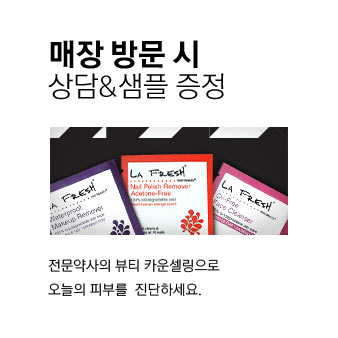 매장 방문 시
상담&샘플 증정
LA FRESH
Waterproof
Makeup Remover
LA FRESH
eco-beauty
Nail Polish Remover
Acetone-Free
LA FRESH
Oil-Free
Face Cleanser
전문약사의 뷰티 카운셀링으로
오늘의 피부를 진단하세요.